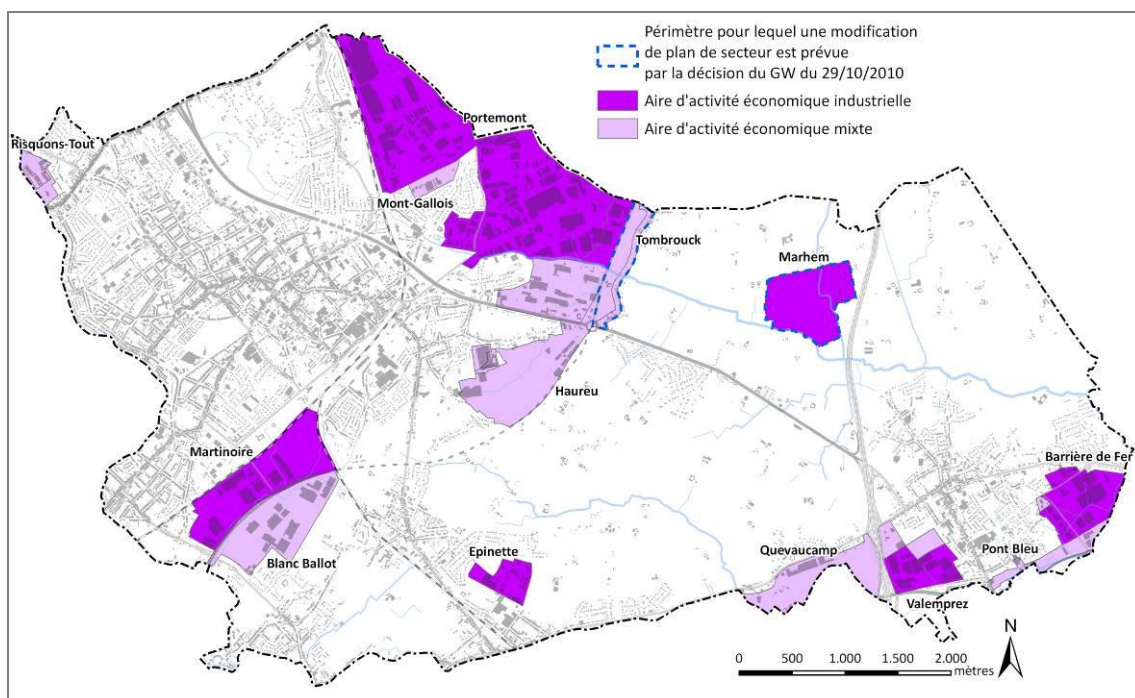 Périmètre pour lequel une modification
de plan de secteur est prévue
par la décision du GW du 29/10/2010
Aire d'activité économique industrielle
Aire d'activité économique mixte
Portemont
Risquons-Tout
Mont-Gallois
Tombrouck
Marhem
Haureu
Martinoire
Barrière de Fer
Epinette
Quevaucamp
Pont Bleu
Blanc Ballot
Valemprez
N
0 500 1.000 1.500 2.000
mètres